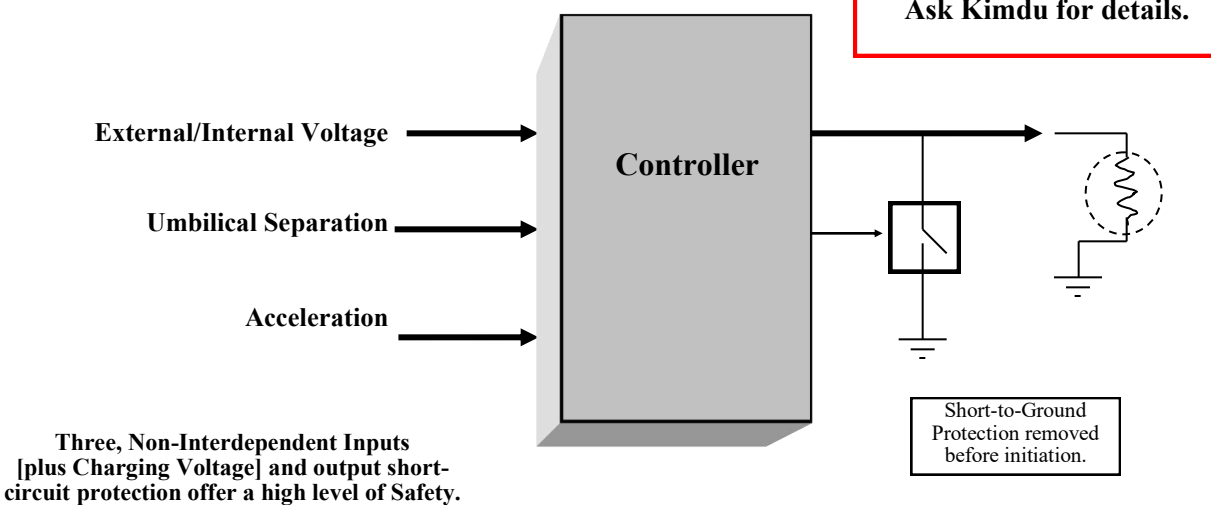 Ask Kimdu for details.
External/Internal Voltage
Controller
Umbilical Separation
Acceleration
Short-to-Ground
Protection removed
before initiation.
Three, Non-Interdependent Inputs
[plus Charging Voltage] and output short-
circuit protection offer a high level of Safety.